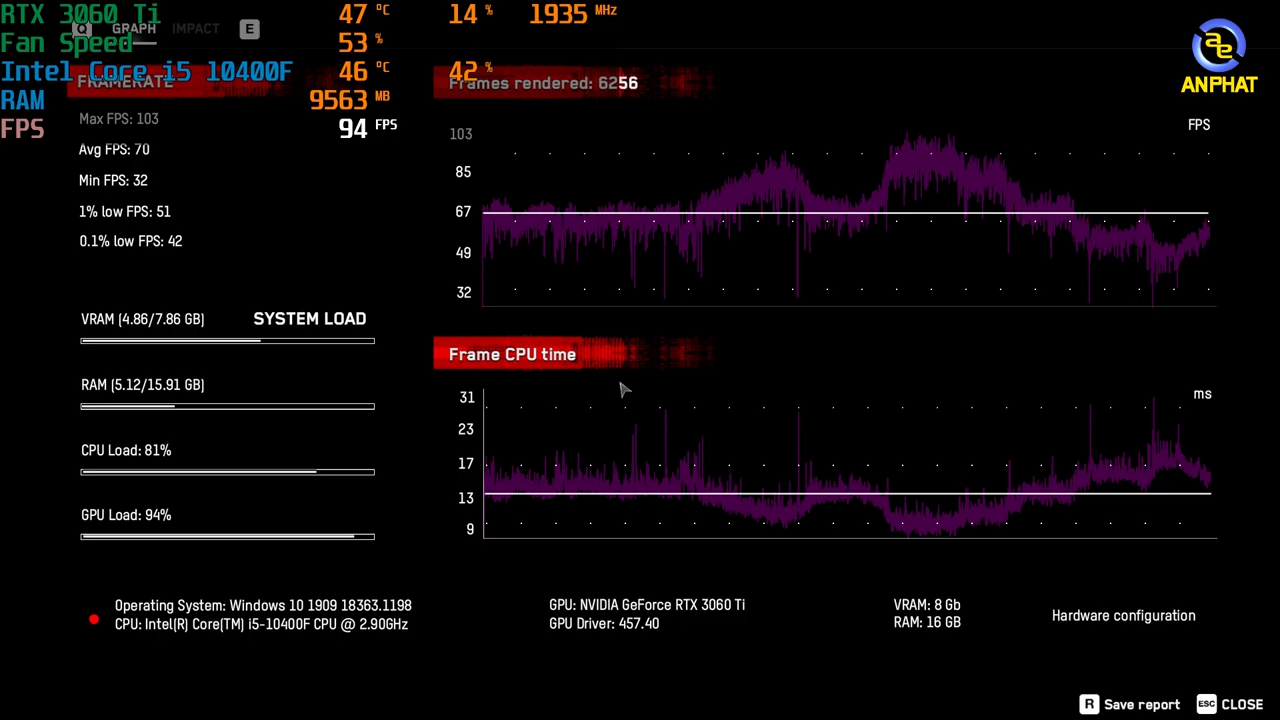 RTX 3060 Ti 47 °C 14 % 1935 MHz
Q GRAPH IMPACT E
Fan Speed 53 %
Intel Core i5 10400F 46 °C 42 %
FRAMERATE
Frames rendered: 6256
RAM 9563 MB
FPS 94 FPS
ae
ANPHAT
Max FPS: 103
Avg FPS: 70
Min FPS: 32
1% low FPS: 51
0.1% low FPS: 42
FPS
103
85
67
49
32
VRAM (4.86/7.86 GB) SYSTEM LOAD
RAM (5.12/15.91 GB)
CPU Load: 81%
GPU Load: 94%
Frame CPU time
ms
31
23
17
13
9
Operating System: Windows 10 1909 18363.1198
CPU: Intel(R) Core(TM) i5-10400F CPU @ 2.90GHz
GPU: NVIDIA GeForce RTX 3060 Ti
GPU Driver: 457.40
VRAM: 8 Gb
RAM: 16 GB
Hardware configuration
R Save report ESC CLOSE